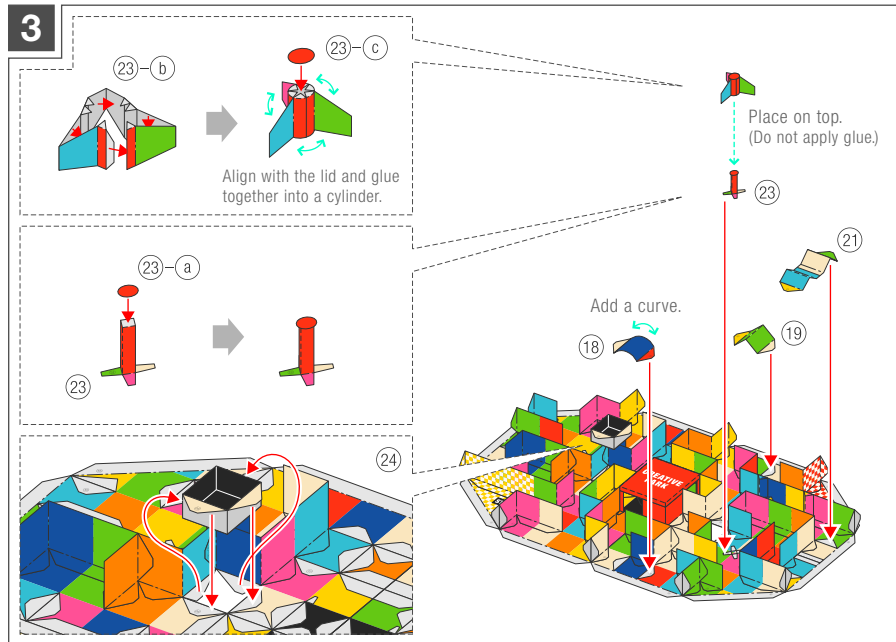 3
23-b
23-c
Align with the lid and glue
together into a cylinder.
Place on top.
(Do not apply glue.)
23
21
23-a
23
Add a curve.
18
19
24
CREATIVE
PARK